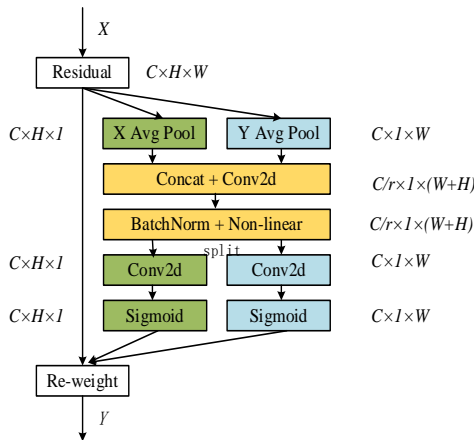 X
Residual C×H×W
C×H×1 X Avg Pool Y Avg Pool C×1×W
Concat + Conv2d C/r×1×(W+H)
BatchNorm + Non-linear C/r×1×(W+H)
split
C×H×1 Conv2d Conv2d C×1×W
C×H×1 Sigmoid Sigmoid C×1×W
Re-weight
Y